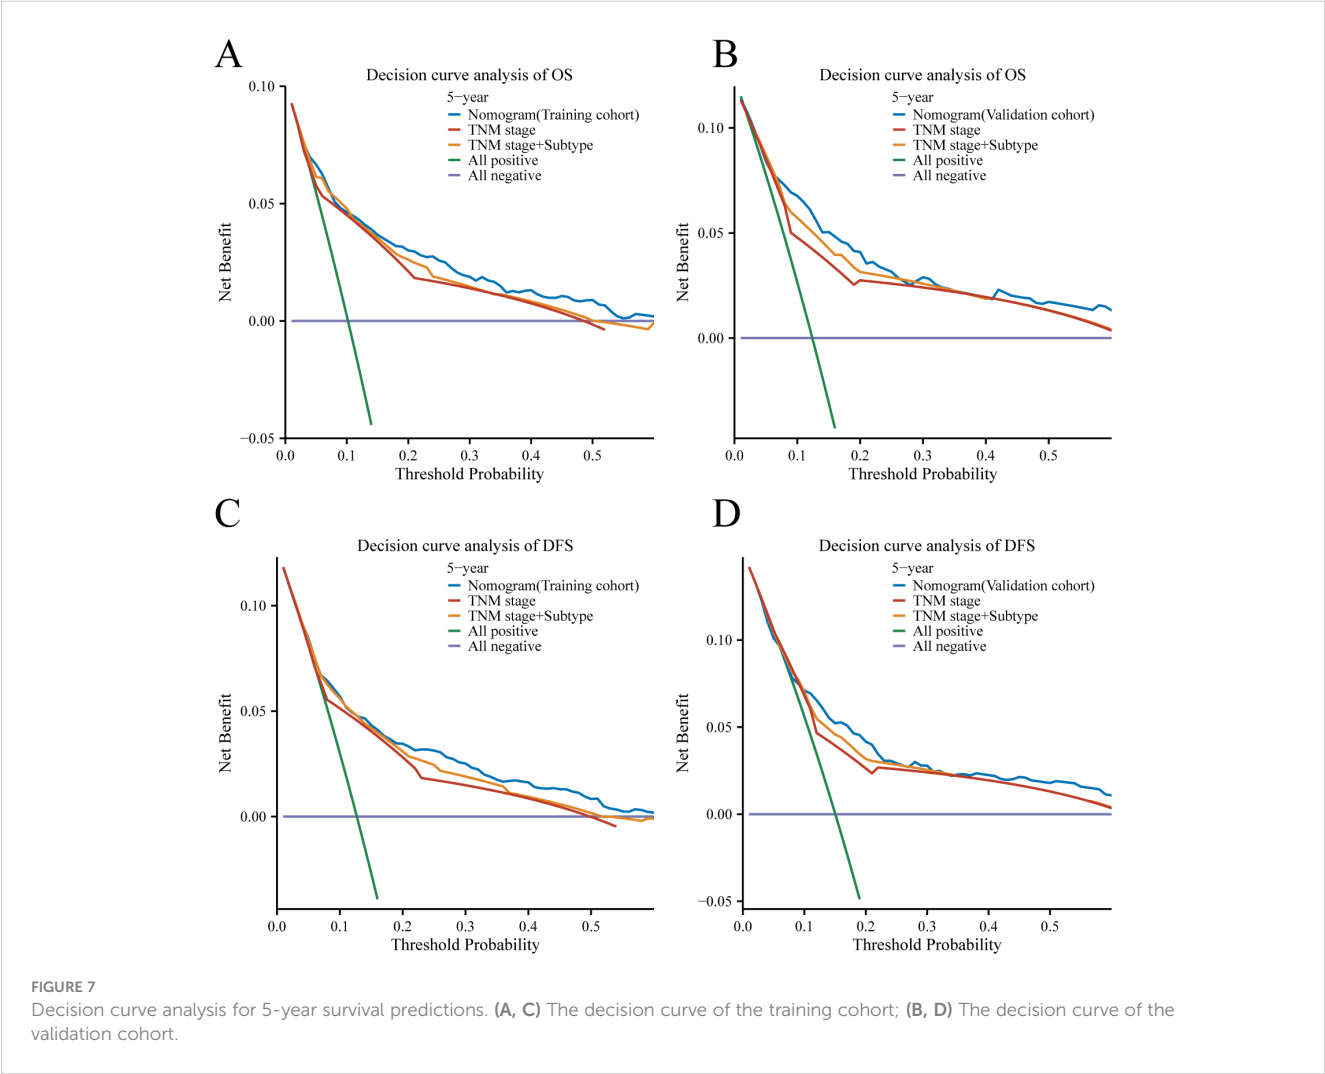 A
Decision curve analysis of OS
5−year
Nomogram(Training cohort)
TNM stage
TNM stage+Subtype
All positive
All negative
Net Benefit
0.10
0.05
0.00
−0.05
0.0 0.1 0.2 0.3 0.4 0.5
Threshold Probability
B
Decision curve analysis of OS
5−year
Nomogram(Validation cohort)
TNM stage
TNM stage+Subtype
All positive
All negative
Net Benefit
0.10
0.05
0.00
0.0 0.1 0.2 0.3 0.4 0.5
Threshold Probability
C
Decision curve analysis of DFS
5−year
Nomogram(Training cohort)
TNM stage
TNM stage+Subtype
All positive
All negative
Net Benefit
0.10
0.05
0.00
0.0 0.1 0.2 0.3 0.4 0.5
Threshold Probability
D
Decision curve analysis of DFS
5−year
Nomogram(Validation cohort)
TNM stage
TNM stage+Subtype
All positive
All negative
Net Benefit
0.10
0.05
0.00
−0.05
0.0 0.1 0.2 0.3 0.4 0.5
Threshold Probability
FIGURE 7
Decision curve analysis for 5-year survival predictions. (A, C) The decision curve of the training cohort; (B, D) The decision curve of the
validation cohort.